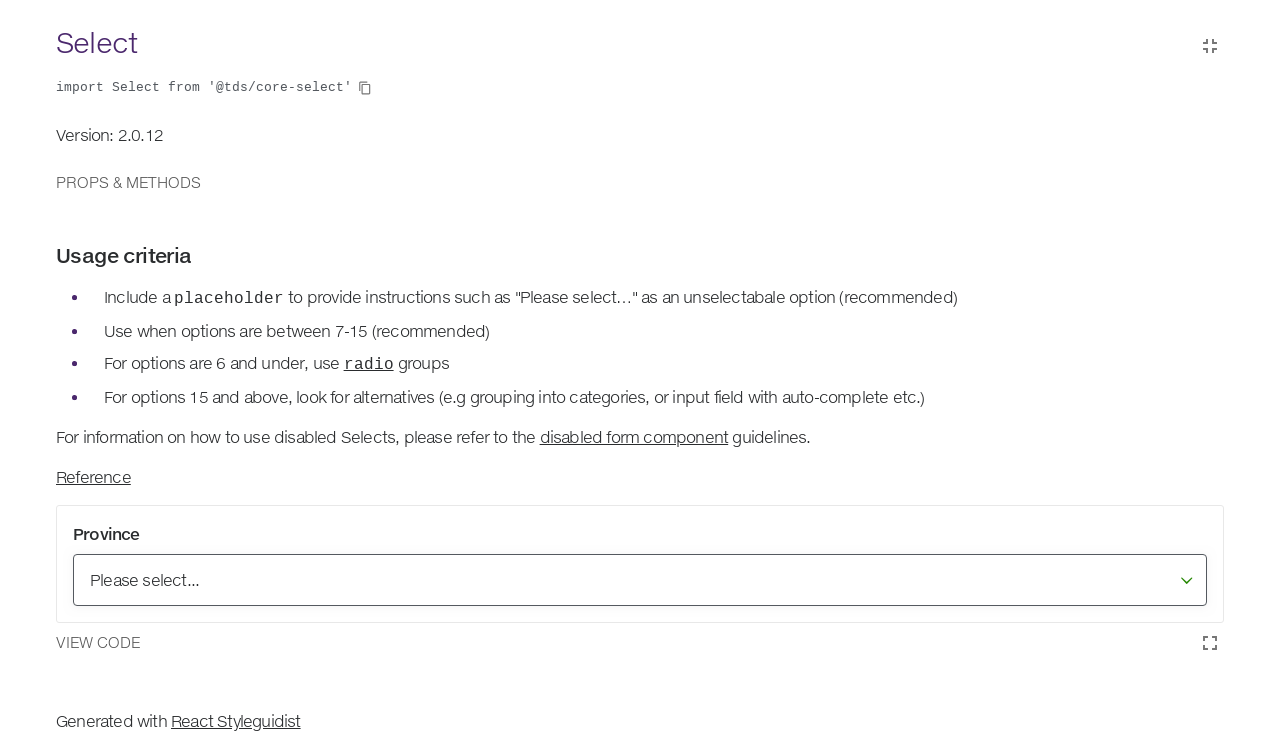 Select
import Select from '@tds/core-select'
Version: 2.0.12
PROPS & METHODS
Usage criteria
Include a placeholder to provide instructions such as "Please select..." as an unselectabale option (recommended)
Use when options are between 7-15 (recommended)
For options are 6 and under, use radio groups
For options 15 and above, look for alternatives (e.g grouping into categories, or input field with auto-complete etc.)
For information on how to use disabled Selects, please refer to the disabled form component guidelines.
Reference
Province
Please select...
VIEW CODE
Generated with React Styleguidist